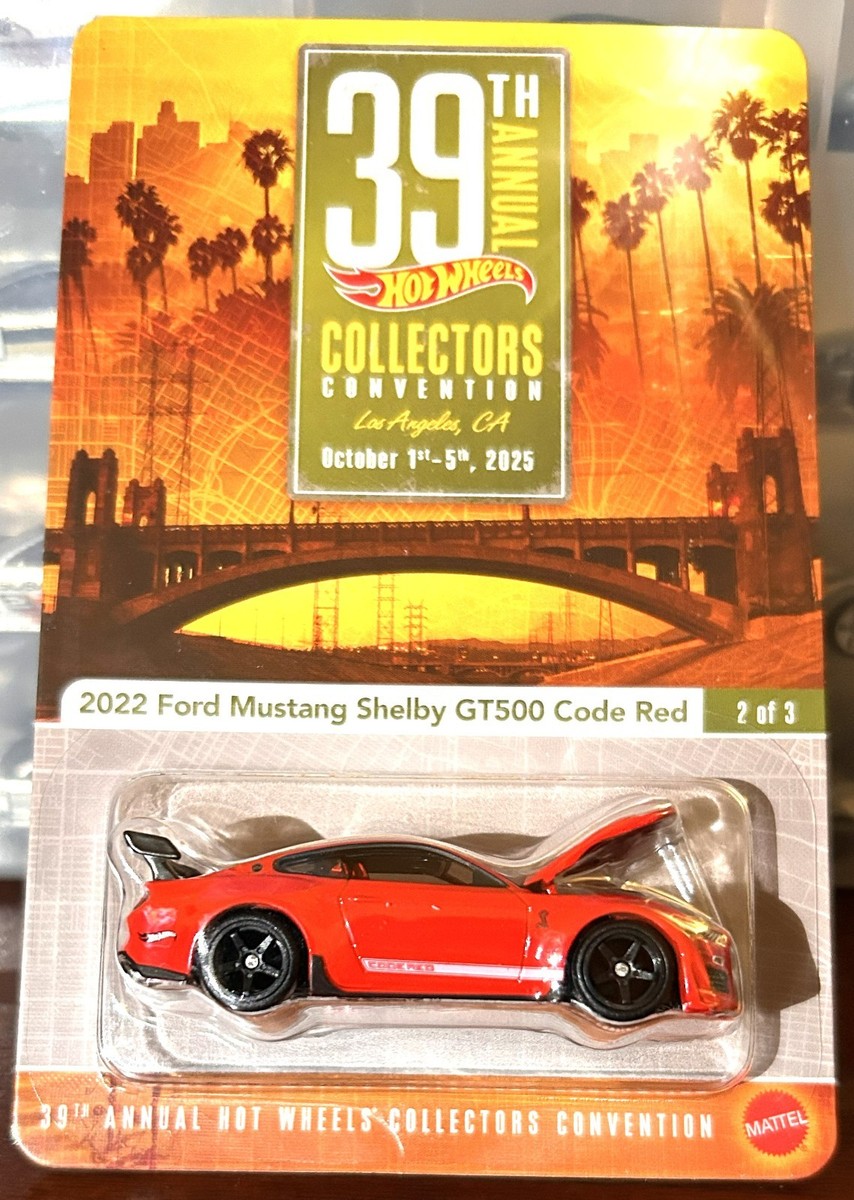 39TH
ANNUAL
Hot Wheels
COLLECTORS
CONVENTION
Los Angeles, CA
October 1st-5th, 2025
2022 Ford Mustang Shelby GT500 Code Red
2 of 3
CODE RED
39TH ANNUAL HOT WHEELS COLLECTORS CONVENTION
MATTEL